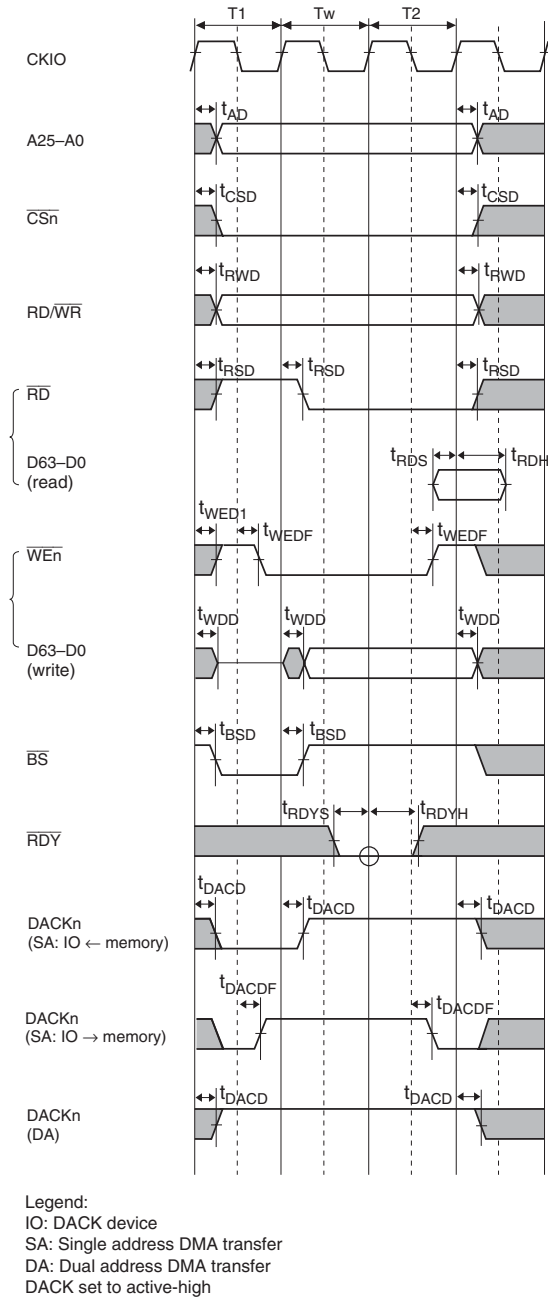 T1 Tw T2
CKIO
tAD tAD
A25–A0
tCSD tCSD
CSn
tRWD tRWD
RD/WR
tRSD tRSD tRSD
RD
D63–D0
(read)
tRDS tRDH
tWED1 tWEDF tWEDF
WEn
tWDD tWDD tWDD
D63–D0
(write)
tBSD tBSD
BS
tRDYS tRDYH
RDY
tDACD tDACD tDACD
DACKn
(SA: IO ← memory)
tDACDF tDACDF
DACKn
(SA: IO → memory)
tDACD tDACD
DACKn
(DA)
Legend:
IO: DACK device
SA: Single address DMA transfer
DA: Dual address DMA transfer
DACK set to active-high